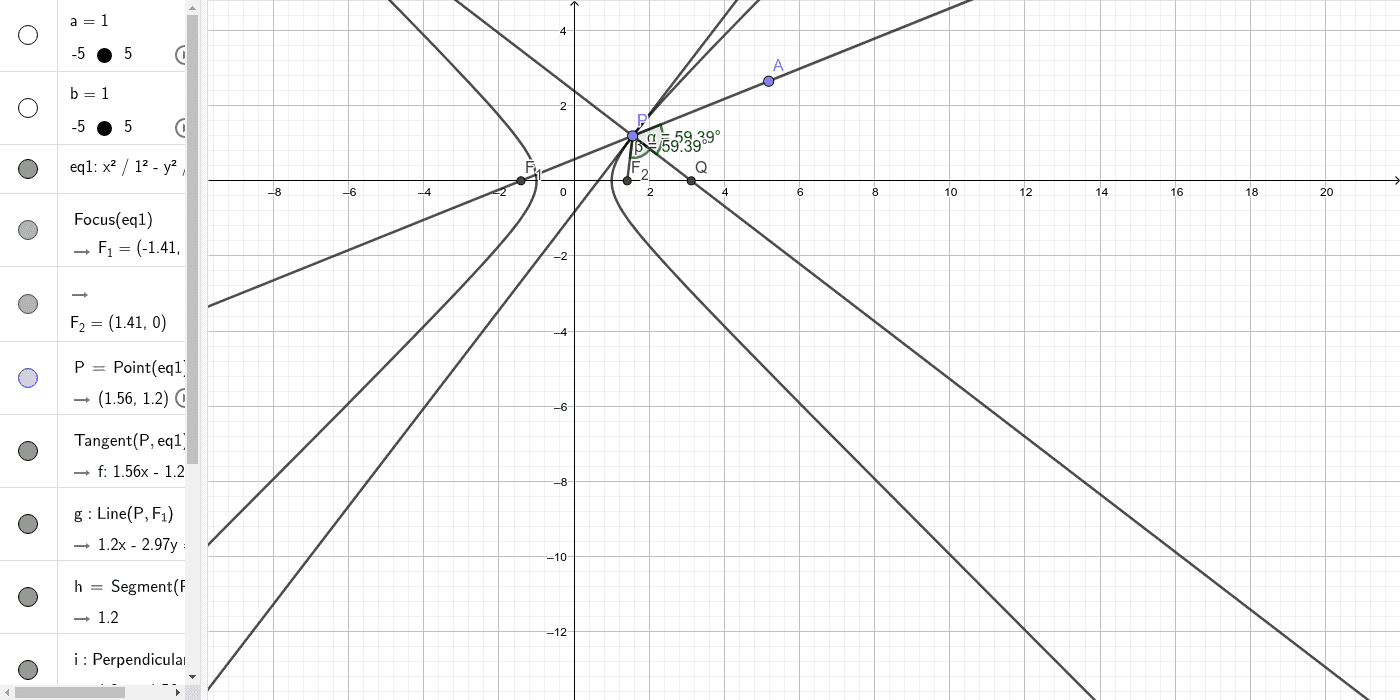 a = 1
-5 5
b = 1
-5 5
eq1: x² / 1² - y² /
Focus(eq1)
→ F₁ = (-1.41,
→
F₂ = (1.41, 0)
P = Point(eq1)
→ (1.56, 1.2)
Tangent(P, eq1)
→ f: 1.56x - 1.2
g : Line(P, F₁)
→ 1.2x - 2.97y =
h = Segment(P
→ 1.2
i : Perpendicular
4
A
2
P
α = 59.39°
β = 59.39°
F₁ F₂ Q
–8 –6 –4 –2 0 2 4 6 8 10 12 14 16 18 20
–2
–4
–6
–8
–10
–12